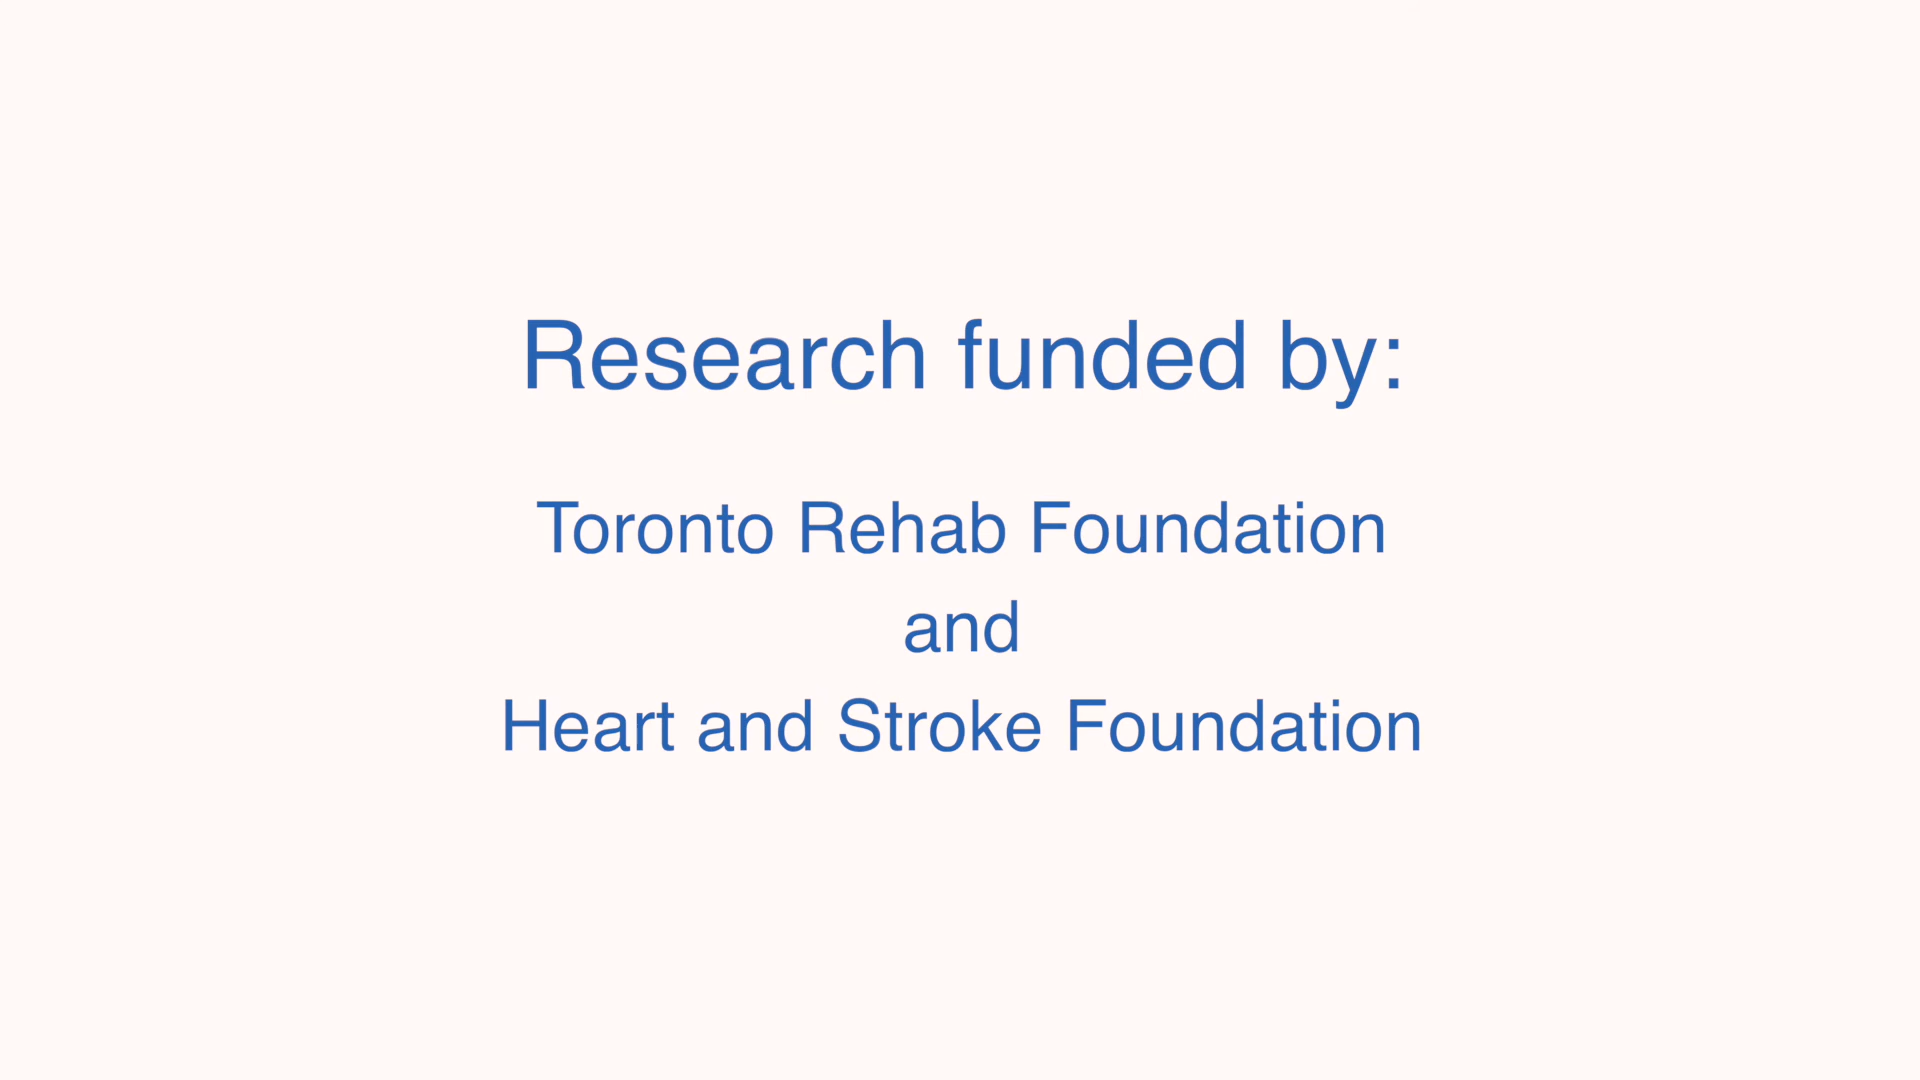 Research funded by:
Toronto Rehab Foundation
and
Heart and Stroke Foundation